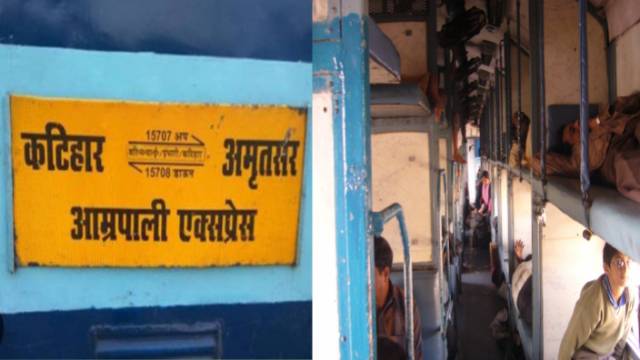 15707 अप
कटिहार अमृतसर
15708 डाउन
आम्रपाली एक्सप्रेस